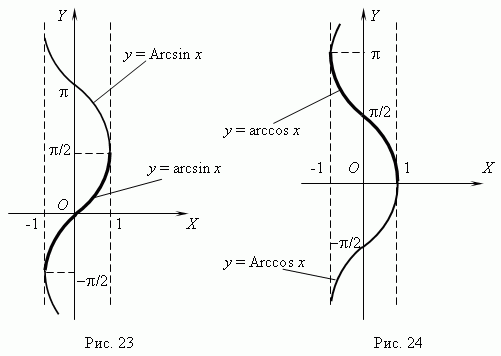 Y
y = Arcsin x
π
π/2
y = arcsin x
O
-1
1
X
−π/2
Рис. 23
Y
π
π/2
y = arccos x
-1
O
1
X
−π/2
y = Arccos x
Рис. 24